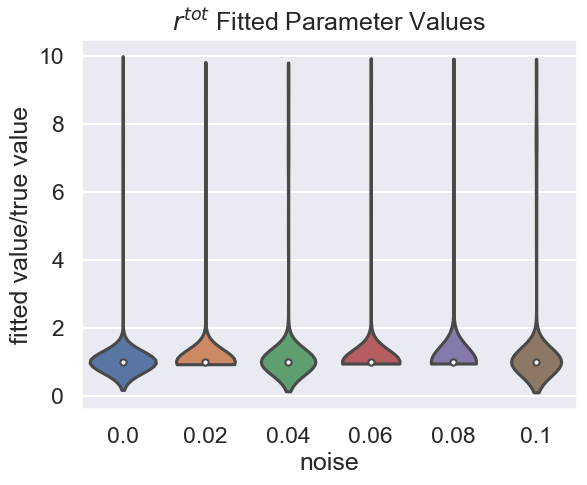 r^{tot} Fitted Parameter Values
fitted value/true value
10
8
6
4
2
0
0.0 0.02 0.04 0.06 0.08 0.1
noise